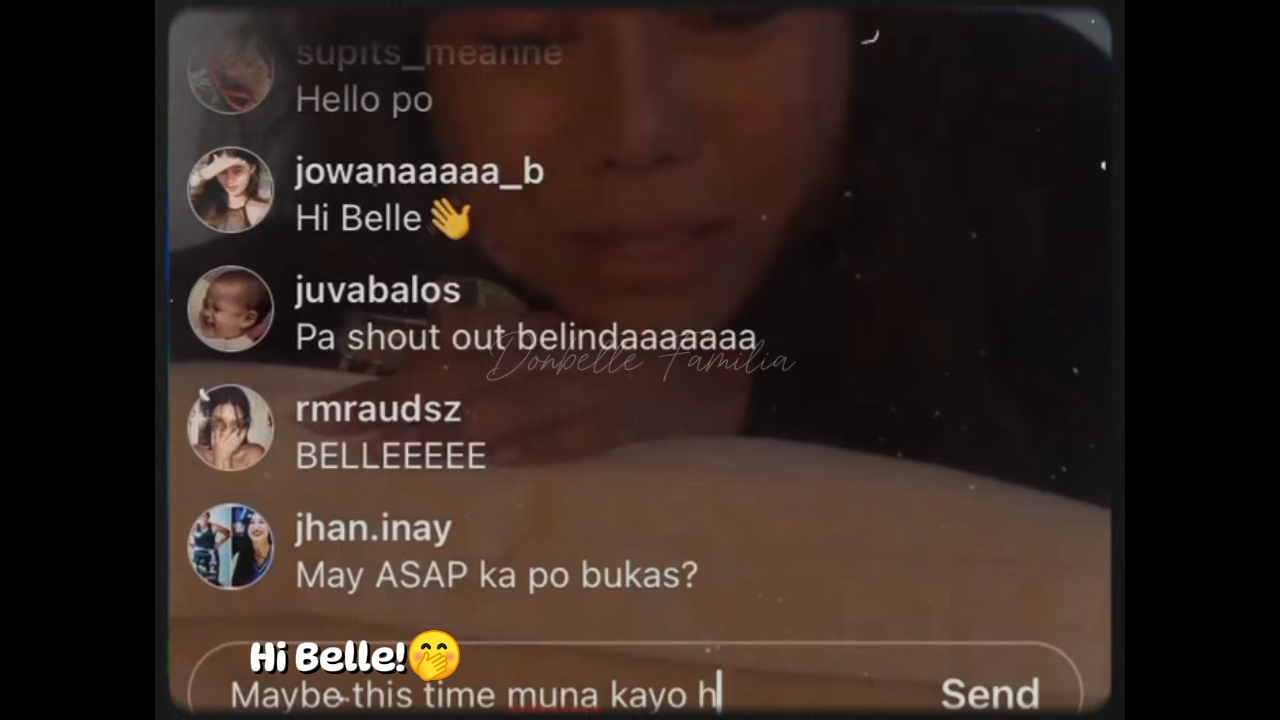 supits_meanne
Hello po
jowanaaaaa_b
Hi Belle👋
juvabalos
Pa shout out belindaaaaaaa
Donbelle Familia
rmraudsz
BELLEEEEE
jhan.inay
May ASAP ka po bukas?
Hi Belle!🤭
Maybe this time muna kayo h
Send